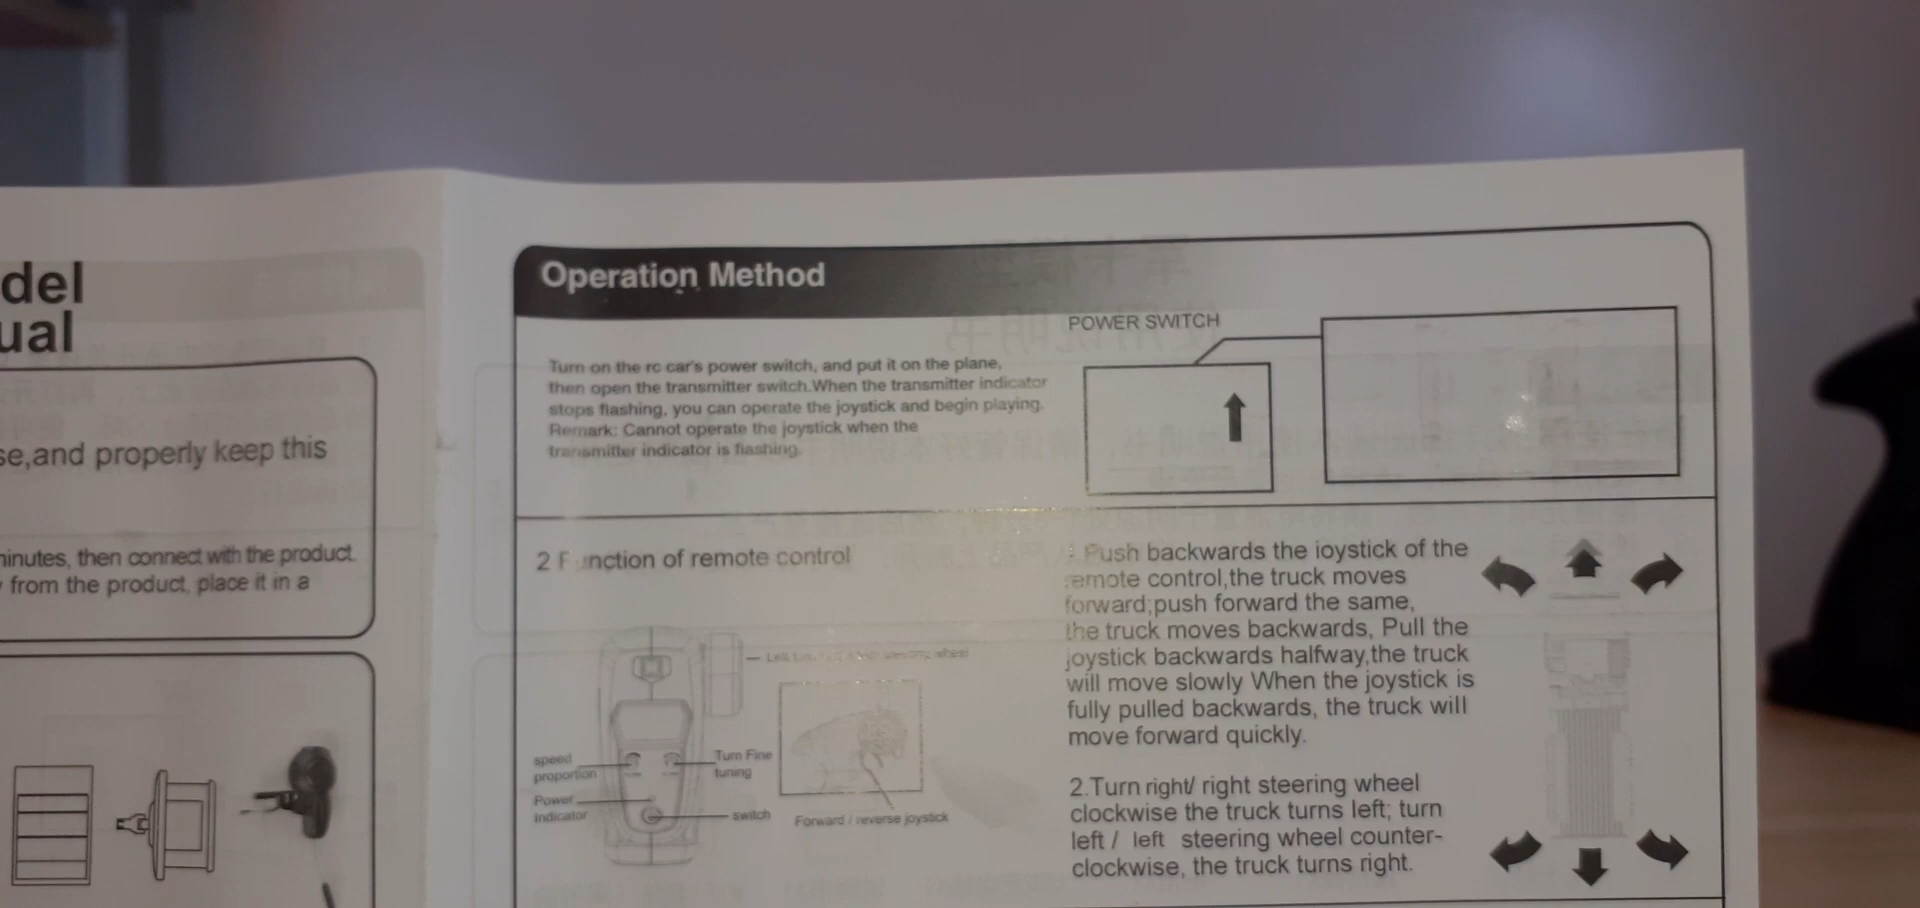 del
ual
se,and properly keep this
minutes, then connect with the product.
from the product, place it in a
Operation Method
POWER SWITCH
Turn on the rc car's power switch, and put it on the plane,
then open the transmitter switch.When the transmitter indicator
stops flashing, you can operate the joystick and begin playing.
Remark: Cannot operate the joystick when the
transmitter indicator is flashing.
2 Function of remote control
speed
proportion
Power
Indicator
Turn Fine
tuning
switch
Forward / reverse joystick
Push backwards the joystick of the
remote control,the truck moves
forward;push forward the same,
the truck moves backwards, Pull the
joystick backwards halfway,the truck
will move slowly When the joystick is
fully pulled backwards, the truck will
move forward quickly.
2.Turn right/ right steering wheel
clockwise the truck turns left; turn
left / left steering wheel counter-
clockwise, the truck turns right.